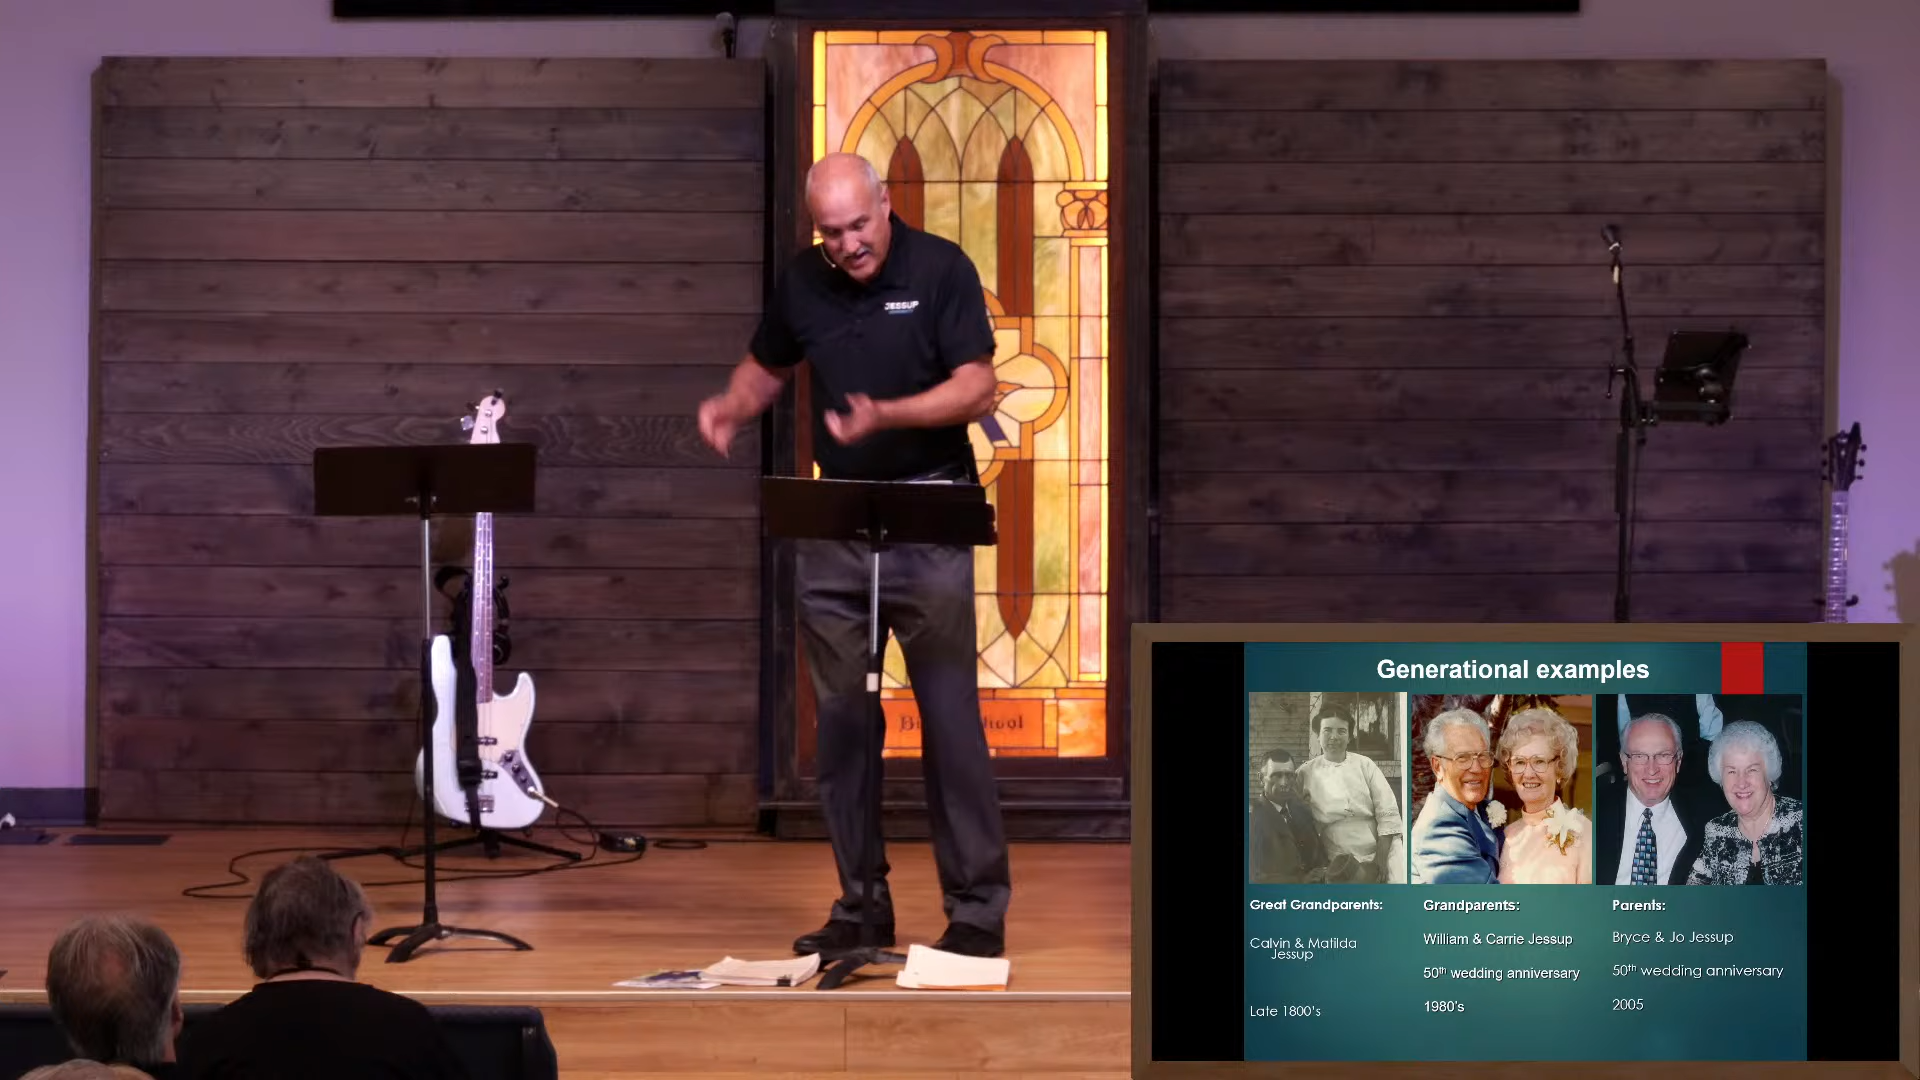 JESSUP
Generational examples
Great Grandparents:
Calvin & Matilda
Jessup
Late 1800's
Grandparents:
William & Carrie Jessup
50th wedding anniversary
1980's
Parents:
Bryce & Jo Jessup
50th wedding anniversary
2005